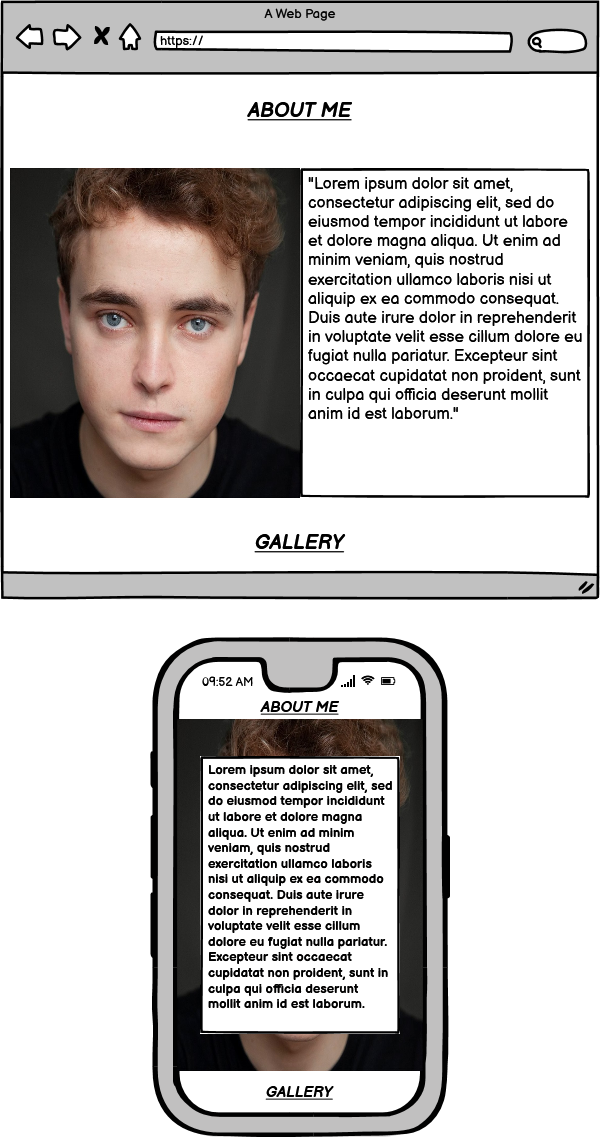 A Web Page
https://
ABOUT ME
"Lorem ipsum dolor sit amet,
consectetur adipiscing elit, sed do
eiusmod tempor incididunt ut labore
et dolore magna aliqua. Ut enim ad
minim veniam, quis nostrud
exercitation ullamco laboris nisi ut
aliquip ex ea commodo consequat.
Duis aute irure dolor in reprehenderit
in voluptate velit esse cillum dolore eu
fugiat nulla pariatur. Excepteur sint
occaecat cupidatat non proident, sunt
in culpa qui officia deserunt mollit
anim id est laborum."
GALLERY
09:52 AM
ABOUT ME
Lorem ipsum dolor sit amet,
consectetur adipiscing elit, sed
do eiusmod tempor incididunt
ut labore et dolore magna
aliqua. Ut enim ad minim
veniam, quis nostrud
exercitation ullamco laboris
nisi ut aliquip ex ea commodo
consequat. Duis aute irure
dolor in reprehenderit in
voluptate velit esse cillum
dolore eu fugiat nulla pariatur.
Excepteur sint occaecat
cupidatat non proident, sunt in
culpa qui officia deserunt
mollit anim id est laborum.
GALLERY